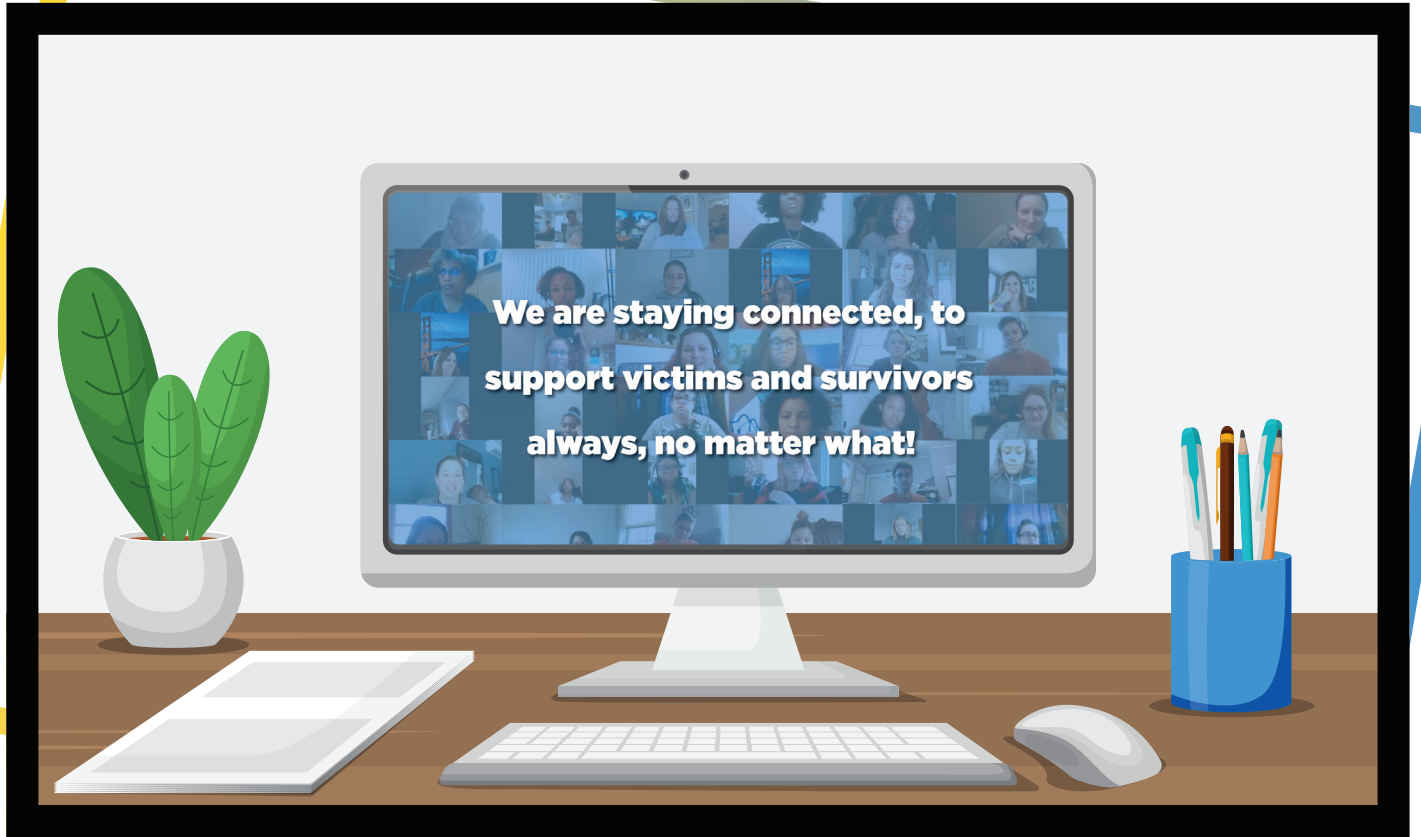 We are staying connected, to
support victims and survivors
always, no matter what!